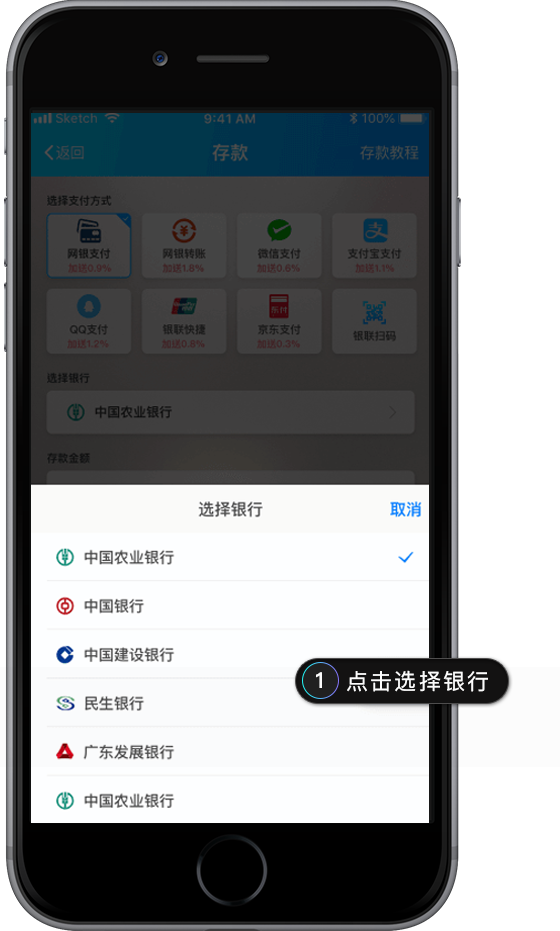 Sketch 9:41 AM 100%
返回 存款 存款教程
选择支付方式
网银支付 网银转账 微信支付 支付宝支付
加送0.9% 加送1.8% 加送0.6% 加送1.1%
QQ支付 银联快捷 京东支付 银联扫码
加送1.2% 加送0.8% 加送0.3%
选择银行
中国农业银行
存款金额
选择银行 取消
中国农业银行
中国银行
中国建设银行
1 点击选择银行
民生银行
广东发展银行
中国农业银行